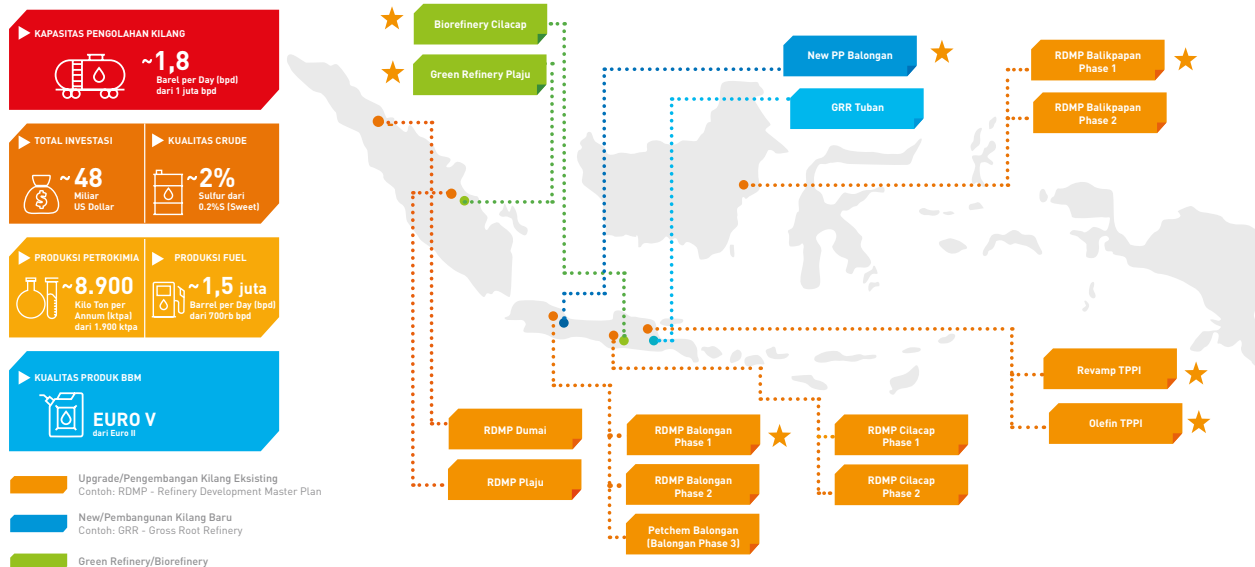 KAPASITAS PENGOLAHAN KILANG
~1,8
Barel per Day (bpd)
dari 1 juta bpd
TOTAL INVESTASI
~48
Miliar
US Dollar
KUALITAS CRUDE
~2%
Sulfur dari
0.2%S (Sweet)
PRODUKSI PETROKIMIA
~8.900
Kilo Ton per
Annum (ktpa)
dari 1.900 ktpa
PRODUKSI FUEL
~1,5 juta
Barrel per Day (bpd)
dari 700rb bpd
KUALITAS PRODUK BBM
EURO V
dari Euro II
Upgrade/Pengembangan Kilang Eksisting
Contoh: RDMP - Refinery Development Master Plan
New/Pembangunan Kilang Baru
Contoh: GRR - Gross Root Refinery
Green Refinery/Biorefinery
Biorefinery Cilacap
Green Refinery Plaju
New PP Balongan
GRR Tuban
RDMP Balikpapan
Phase 1
RDMP Balikpapan
Phase 2
Revamp TPPI
Olefin TPPI
RDMP Dumai
RDMP Plaju
RDMP Balongan
Phase 1
RDMP Balongan
Phase 2
Petchem Balongan
(Balongan Phase 3)
RDMP Cilacap
Phase 1
RDMP Cilacap
Phase 2